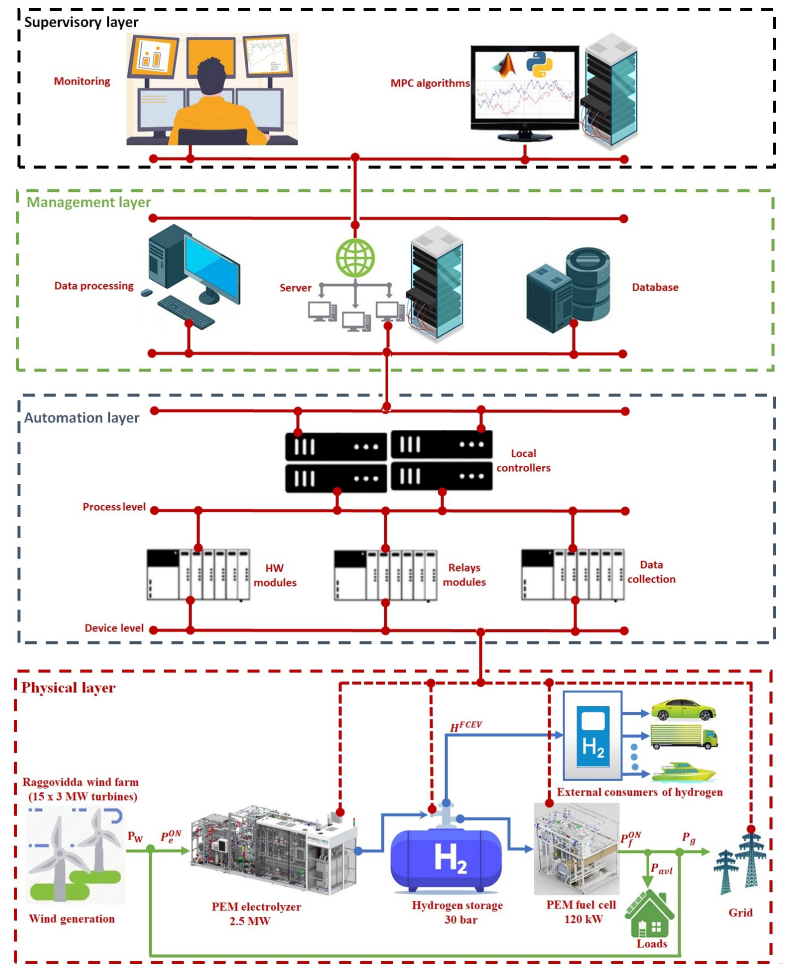 Supervisory layer
Monitoring
MPC algorithms
Management layer
Data processing
Server
Database
Automation layer
Local
controllers
Process level
HW
modules
Relays
modules
Data
collection
Device level
Physical layer
H^{FCEV}
H2
External consumers of hydrogen
Raggovidda wind farm
(15 x 3 MW turbines)
P_W
P_e^{ON}
H2
P_f^{ON}
P_g
P_{avl}
Wind generation
PEM electrolyzer
2.5 MW
Hydrogen storage
30 bar
PEM fuel cell
120 kW
Loads
Grid